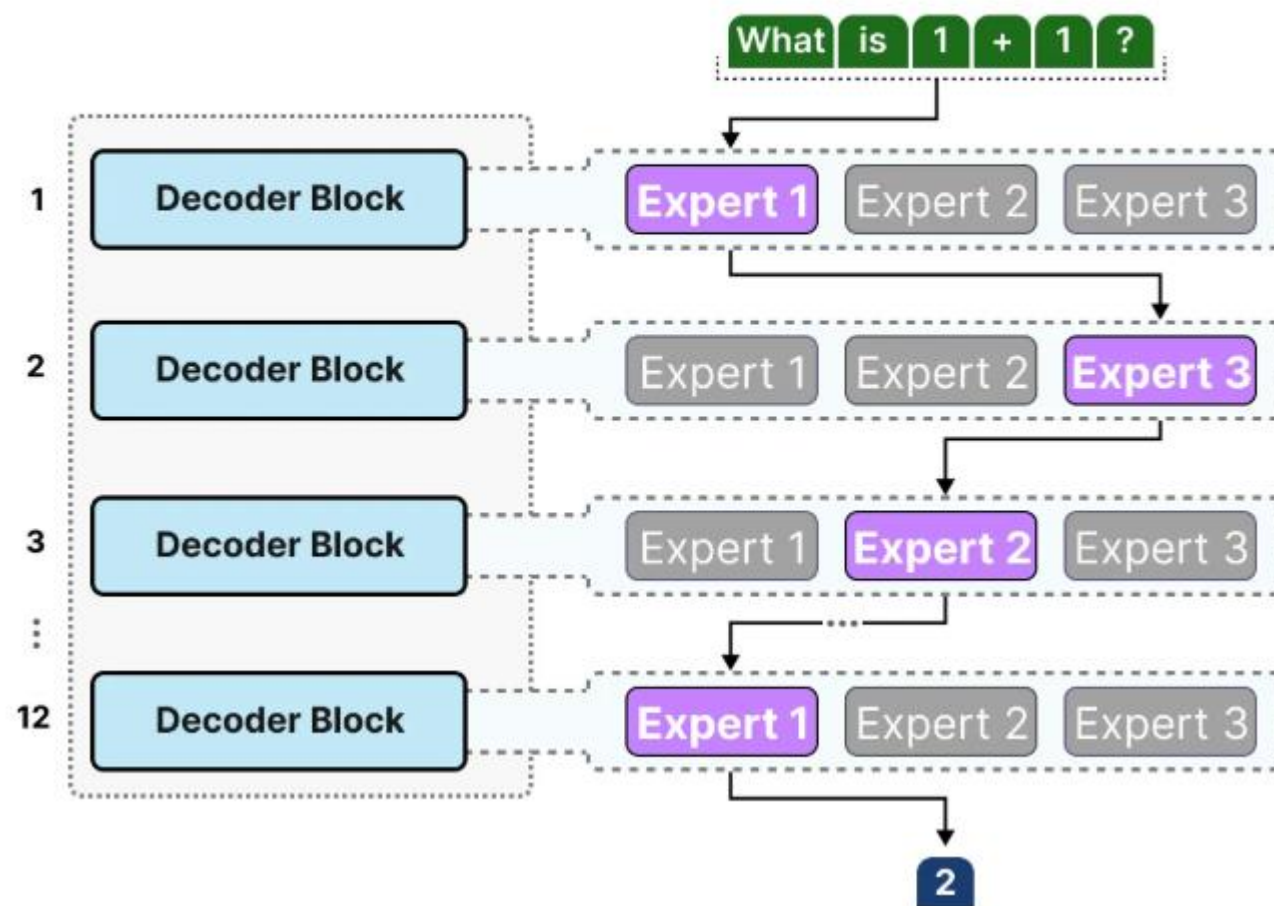 What is 1 + 1 ?
1 Decoder Block Expert 1 Expert 2 Expert 3
2 Decoder Block Expert 1 Expert 2 Expert 3
3 Decoder Block Expert 1 Expert 2 Expert 3
12 Decoder Block Expert 1 Expert 2 Expert 3
2